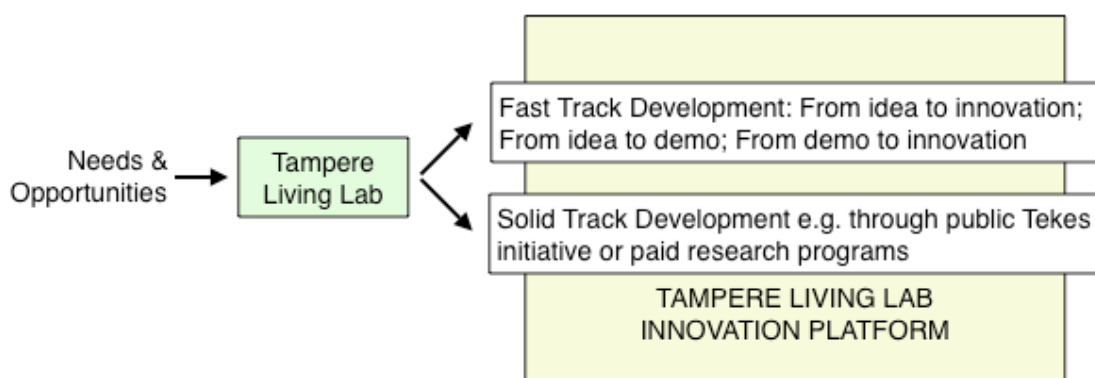 Needs &
Opportunities
Tampere
Living Lab
Fast Track Development: From idea to innovation;
From idea to demo; From demo to innovation
Solid Track Development e.g. through public Tekes
initiative or paid research programs
TAMPERE LIVING LAB
INNOVATION PLATFORM